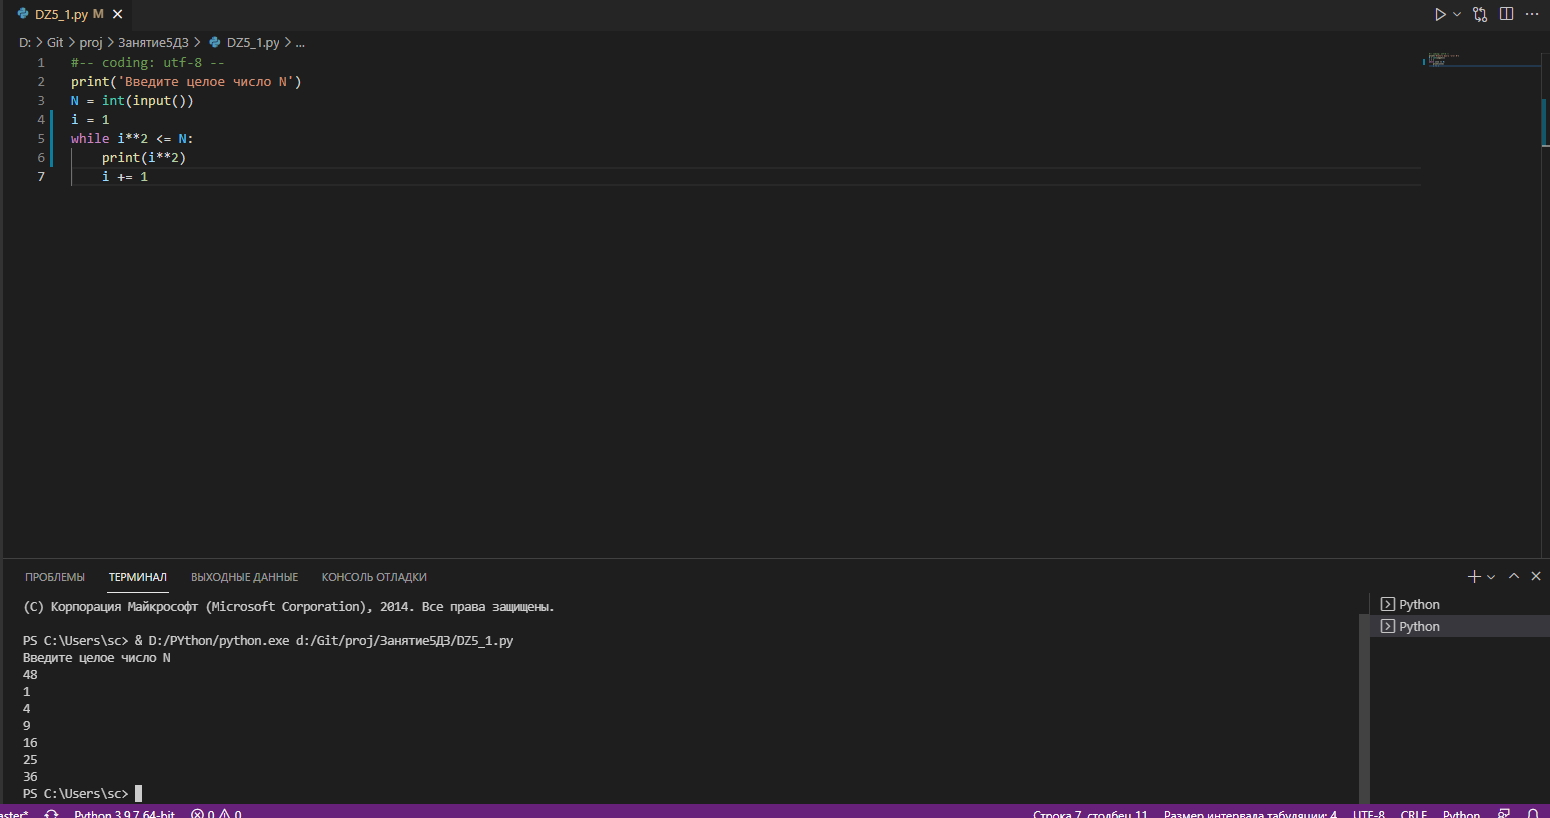 DZ5_1.py M
D: > Git > proj > Занятие5ДЗ > DZ5_1.py > ...
1 #-- coding: utf-8 --
2 print('Введите целое число N')
3 N = int(input())
4 i = 1
5 while i**2 <= N:
6 print(i**2)
7 i += 1
ПРОБЛЕМЫ ТЕРМИНАЛ ВЫХОДНЫЕ ДАННЫЕ КОНСОЛЬ ОТЛАДКИ
(C) Корпорация Майкрософт (Microsoft Corporation), 2014. Все права защищены.
Python
Python
PS C:\Users\sc> & D:/PYthon/python.exe d:/Git/proj/Занятие5ДЗ/DZ5_1.py
Введите целое число N
48
1
4
9
16
25
36
PS C:\Users\sc>
aster* Python 3.9.7 64-bit 0 0 Строка 7, столбец 11 Размер интервала табуляции: 4 UTF-8 CRLF Python